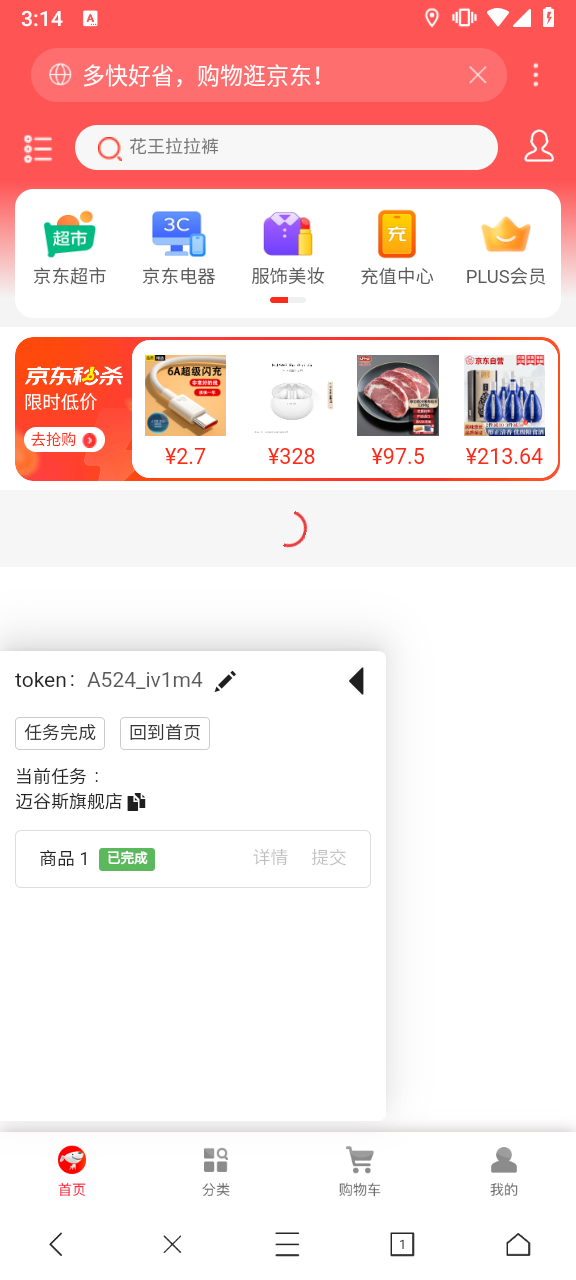 3:14
多快好省，购物逛京东！
花王拉拉裤
超市
3C
充
京东超市 京东电器 服饰美妆 充值中心 PLUS会员
京东秒杀
限时低价
去抢购
6A超级闪充
京东自营
¥2.7 ¥328 ¥97.5 ¥213.64
token： A524_iv1m4
任务完成 回到首页
当前任务：
迈谷斯旗舰店
商品 1 已完成 详情 提交
首页 分类 购物车 我的
1